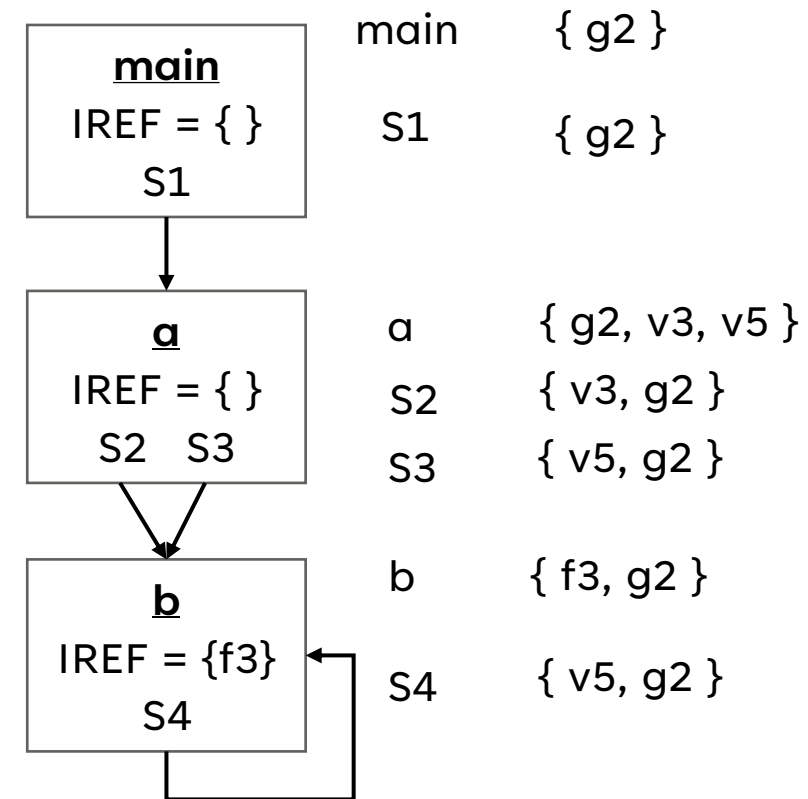 main { g2 }
main
IREF = { }
S1 { g2 }
S1
a { g2, v3, v5 }
a
IREF = { }
S2 { v3, g2 }
S2 S3
S3 { v5, g2 }
b { f3, g2 }
b
IREF = {f3}
S4 { v5, g2 }
S4